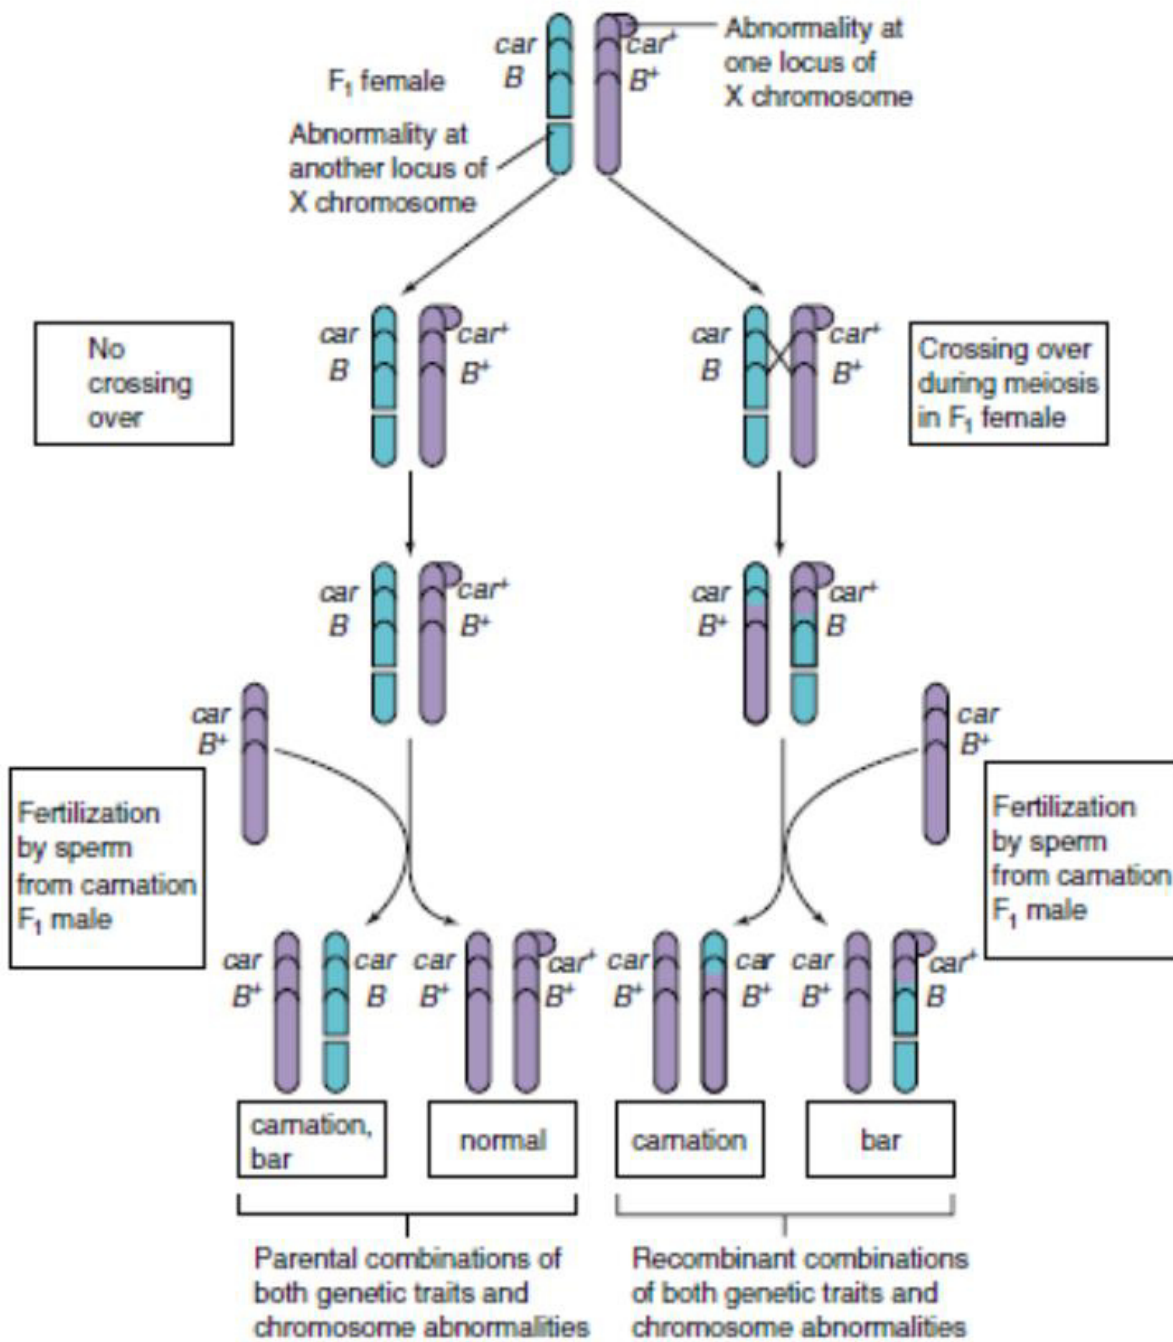 car
B
car⁺
B⁺
Abnormality at
one locus of
X chromosome
F₁ female
Abnormality at
another locus of
X chromosome
No
crossing
over
car
B
car⁺
B⁺
car
B
car⁺
B⁺
Crossing over
during meiosis
in F₁ female
car
B
car⁺
B⁺
car
B⁺
car⁺
B
car
B⁺
car
B⁺
Fertilization
by sperm
from carnation
F₁ male
Fertilization
by sperm
from carnation
F₁ male
car
B⁺
car
B
car
B⁺
car⁺
B⁺
car
B⁺
car
B⁺
car
B⁺
car⁺
B
carnation,
bar
normal
carnation
bar
Parental combinations of
both genetic traits and
chromosome abnormalities
Recombinant combinations
of both genetic traits and
chromosome abnormalities